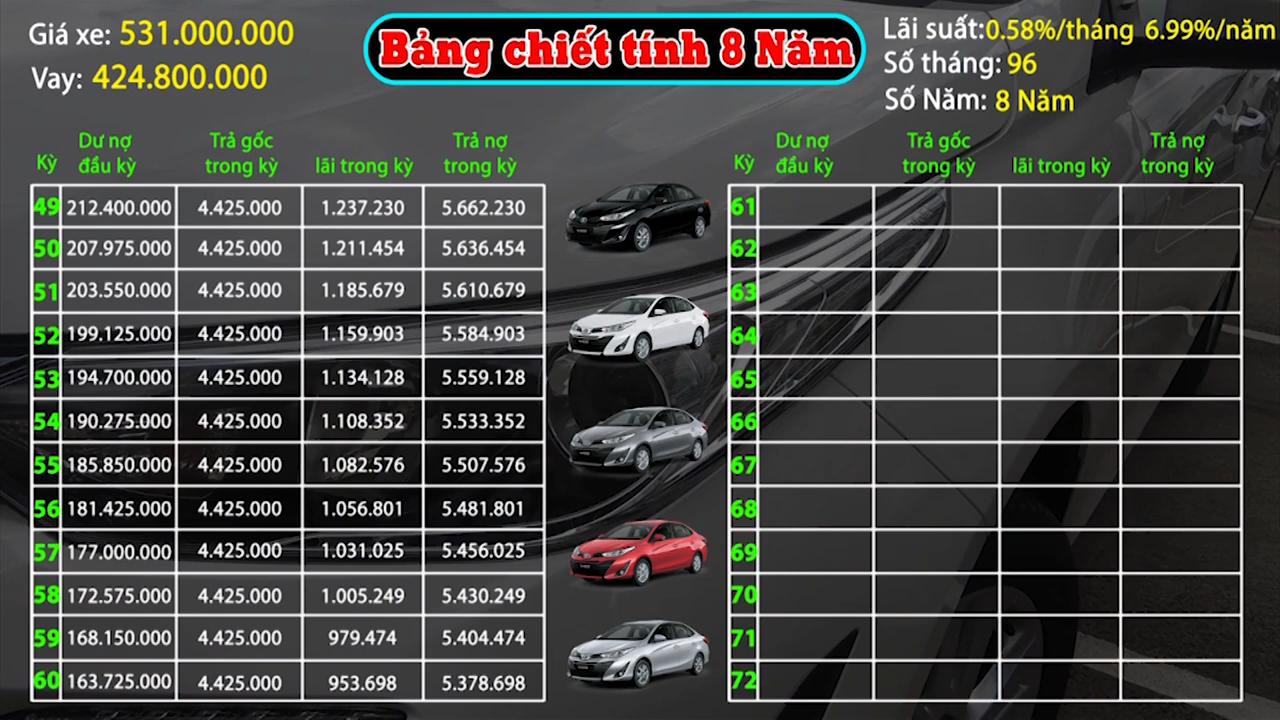 Giá xe: 531.000.000
Vay: 424.800.000
Bảng chiết tính 8 Năm
Lãi suất:0.58%/tháng 6.99%/năm
Số tháng: 96
Số Năm: 8 Năm
Kỳ Dư nợ đầu kỳ Trả gốc trong kỳ lãi trong kỳ Trả nợ trong kỳ
49 212.400.000 4.425.000 1.237.230 5.662.230
50 207.975.000 4.425.000 1.211.454 5.636.454
51 203.550.000 4.425.000 1.185.679 5.610.679
52 199.125.000 4.425.000 1.159.903 5.584.903
53 194.700.000 4.425.000 1.134.128 5.559.128
54 190.275.000 4.425.000 1.108.352 5.533.352
55 185.850.000 4.425.000 1.082.576 5.507.576
56 181.425.000 4.425.000 1.056.801 5.481.801
57 177.000.000 4.425.000 1.031.025 5.456.025
58 172.575.000 4.425.000 1.005.249 5.430.249
59 168.150.000 4.425.000 979.474 5.404.474
60 163.725.000 4.425.000 953.698 5.378.698
Kỳ Dư nợ đầu kỳ Trả gốc trong kỳ lãi trong kỳ Trả nợ trong kỳ
61
62
63
64
65
66
67
68
69
70
71
72